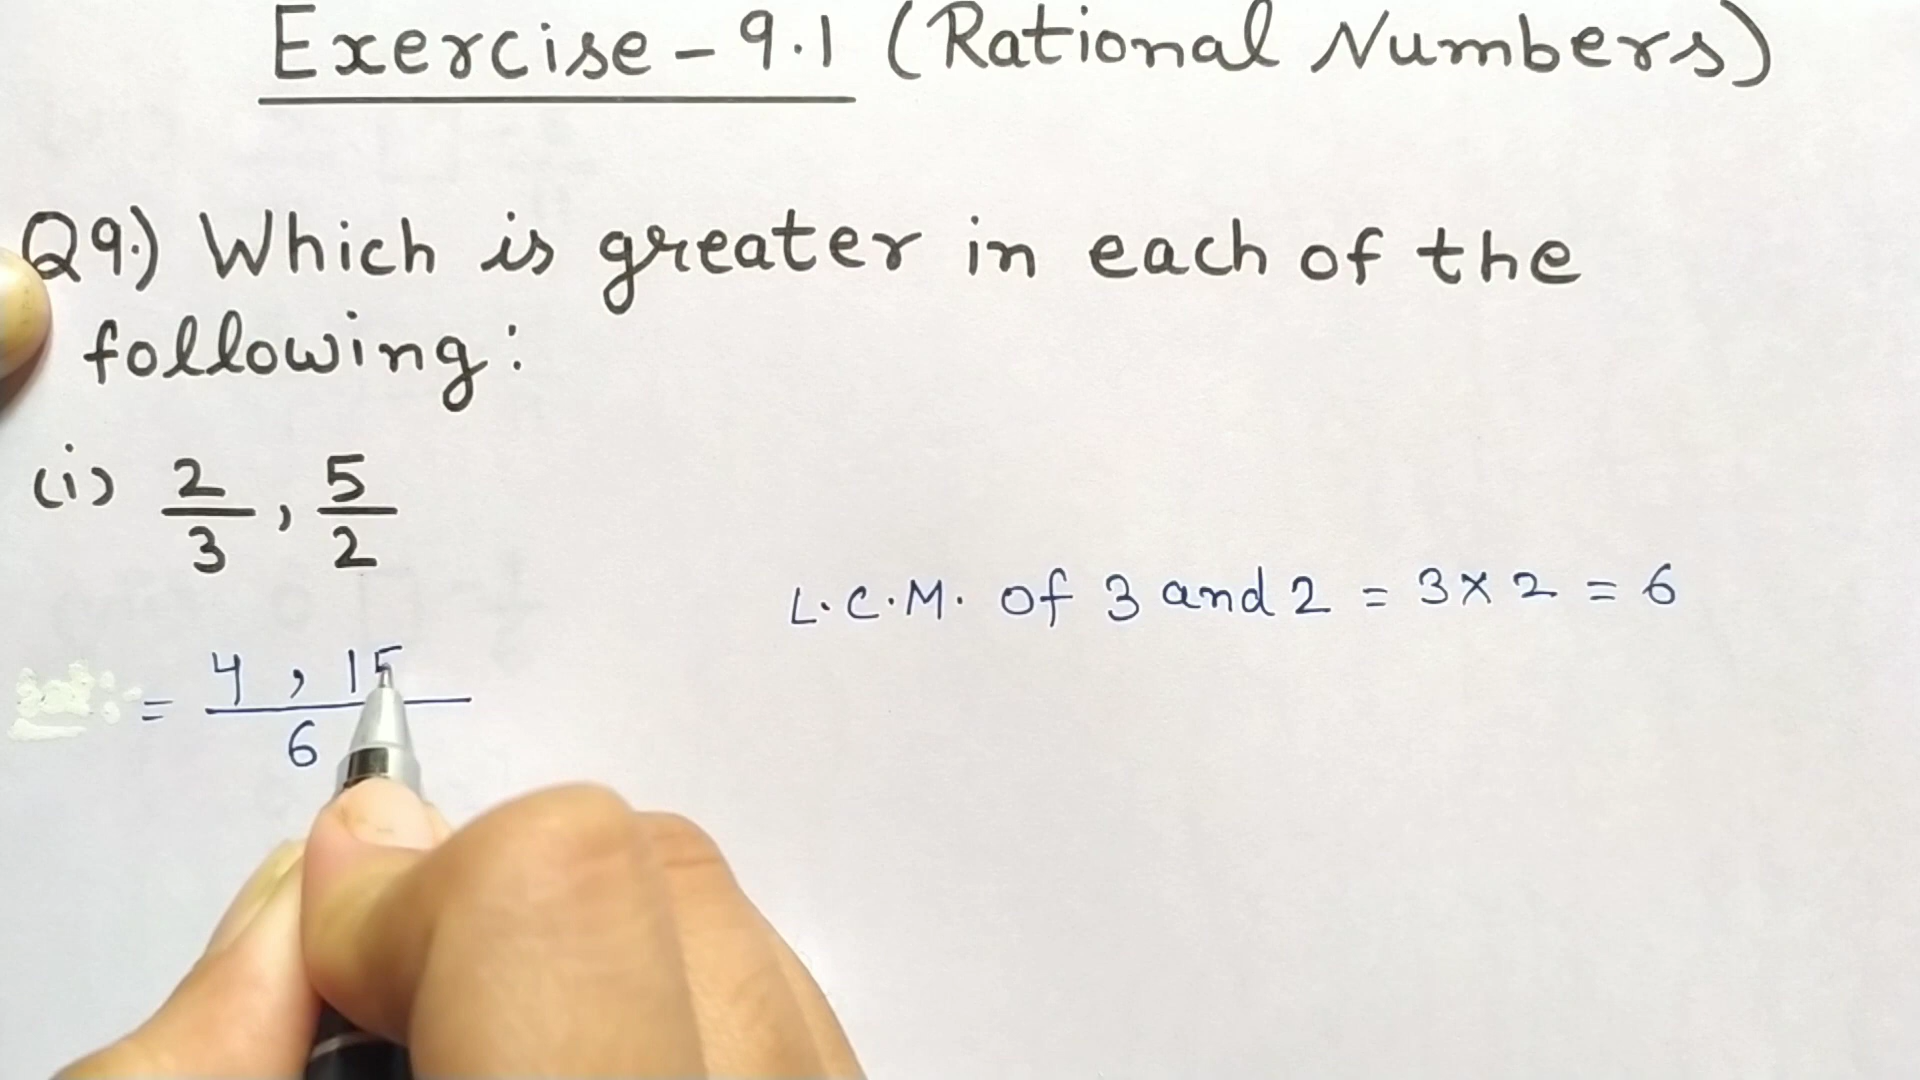 Exercise - 9.1 (Rational Numbers)
Q9.) Which is greater in each of the
following:
(i) 2/3 , 5/2
L.C.M. of 3 and 2 = 3 x 2 = 6
= 4 , 15 / 6